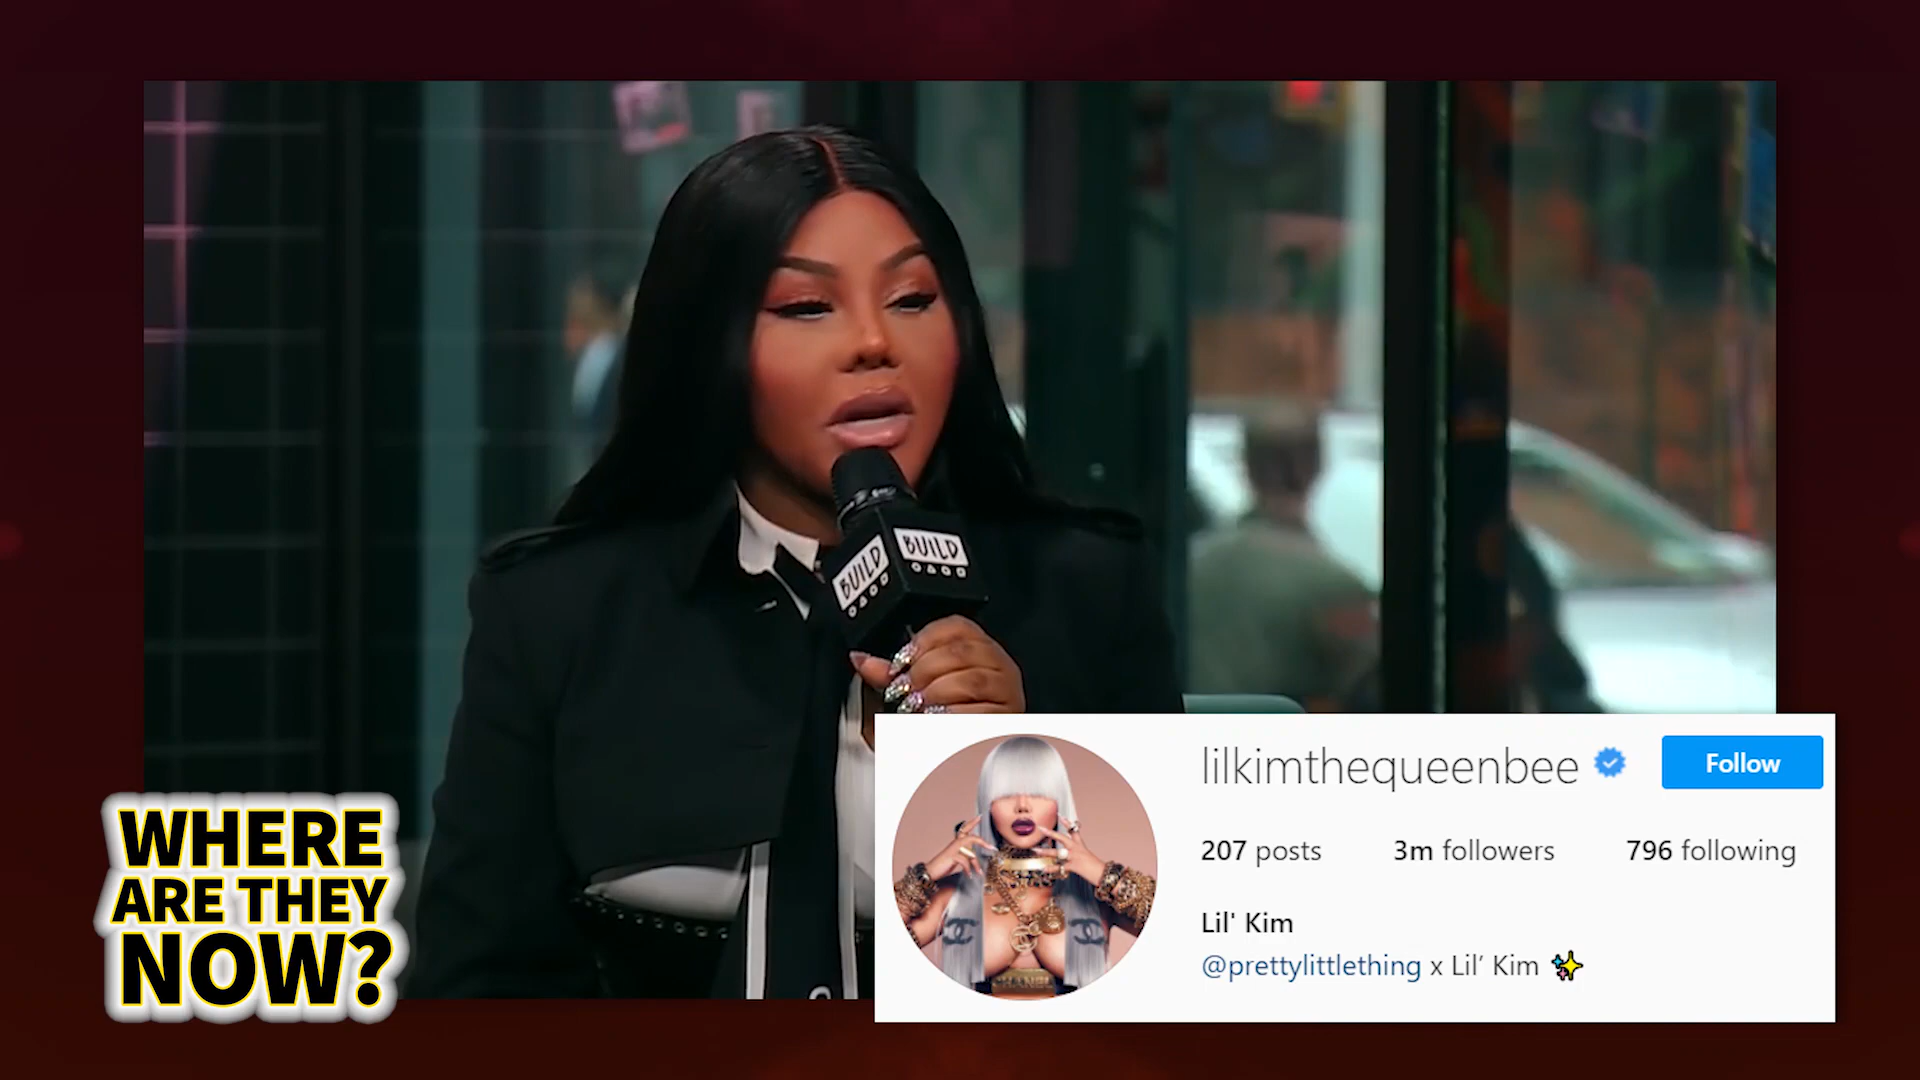 BUILD
BUILD
lilkimthequeenbee
Follow
207 posts
3m followers
796 following
Lil' Kim
@prettylittlething x Lil’ Kim
CHANEL
WHERE
ARE THEY
NOW?